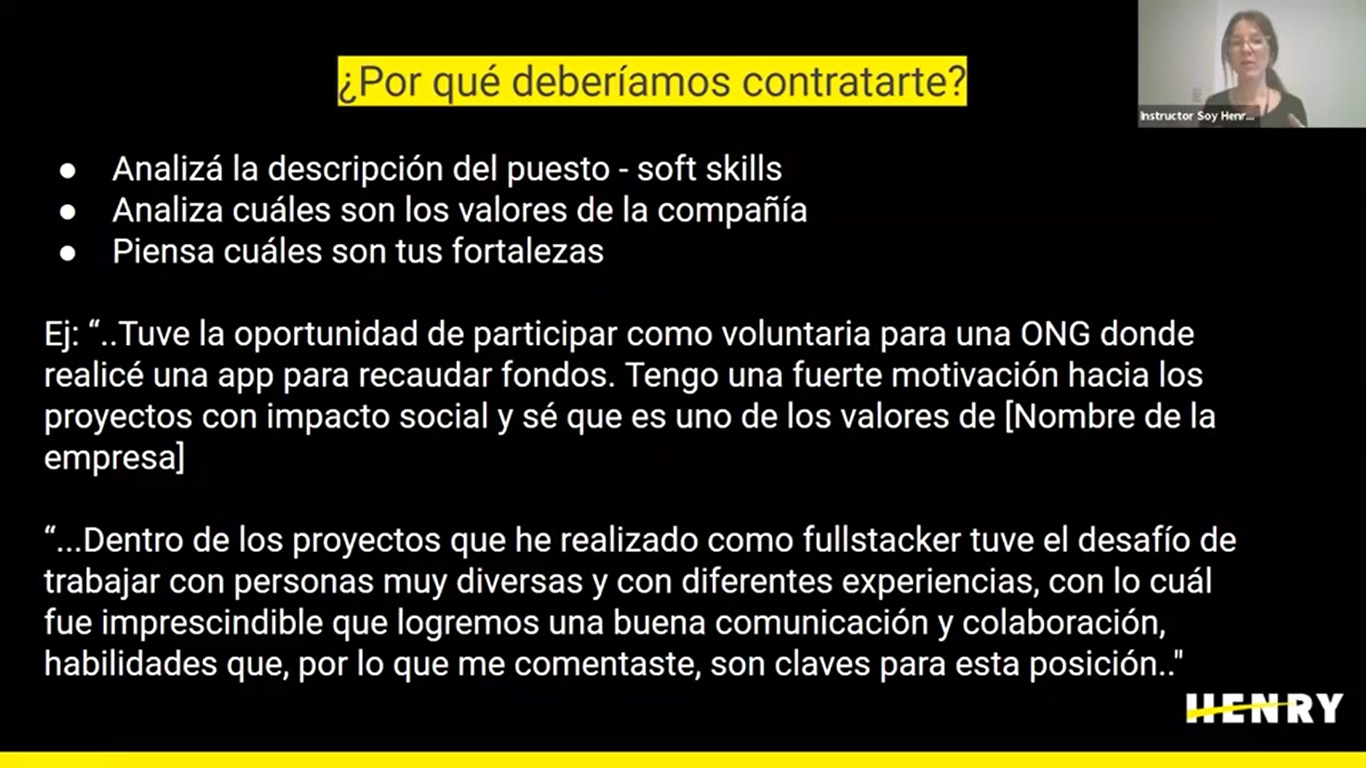 ¿Por qué deberíamos contratarte?
Instructor Soy Henr...
● Analizá la descripción del puesto - soft skills
● Analiza cuáles son los valores de la compañía
● Piensa cuáles son tus fortalezas
Ej: “..Tuve la oportunidad de participar como voluntaria para una ONG donde
realicé una app para recaudar fondos. Tengo una fuerte motivación hacia los
proyectos con impacto social y sé que es uno de los valores de [Nombre de la
empresa]
“...Dentro de los proyectos que he realizado como fullstacker tuve el desafío de
trabajar con personas muy diversas y con diferentes experiencias, con lo cuál
fue imprescindible que logremos una buena comunicación y colaboración,
habilidades que, por lo que me comentaste, son claves para esta posición.."
HENRY